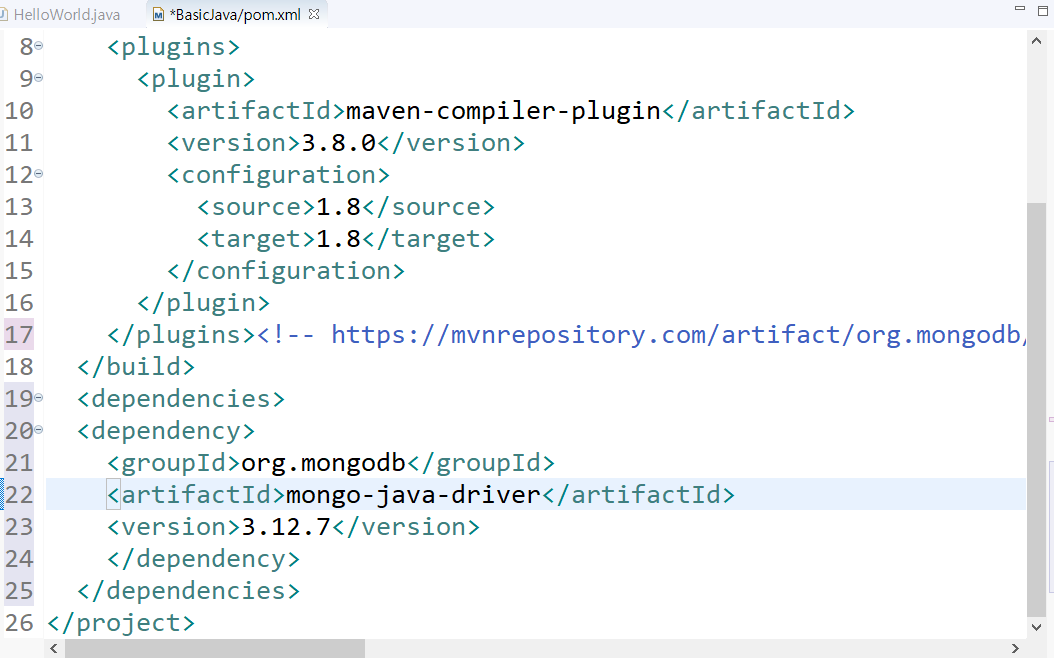 HelloWorld.java *BasicJava/pom.xml
8 <plugins>
9 <plugin>
10 <artifactId>maven-compiler-plugin</artifactId>
11 <version>3.8.0</version>
12 <configuration>
13 <source>1.8</source>
14 <target>1.8</target>
15 </configuration>
16 </plugin>
17 </plugins><!-- https://mvnrepository.com/artifact/org.mongodb/
18 </build>
19 <dependencies>
20 <dependency>
21 <groupId>org.mongodb</groupId>
22 <artifactId>mongo-java-driver</artifactId>
23 <version>3.12.7</version>
24 </dependency>
25 </dependencies>
26 </project>